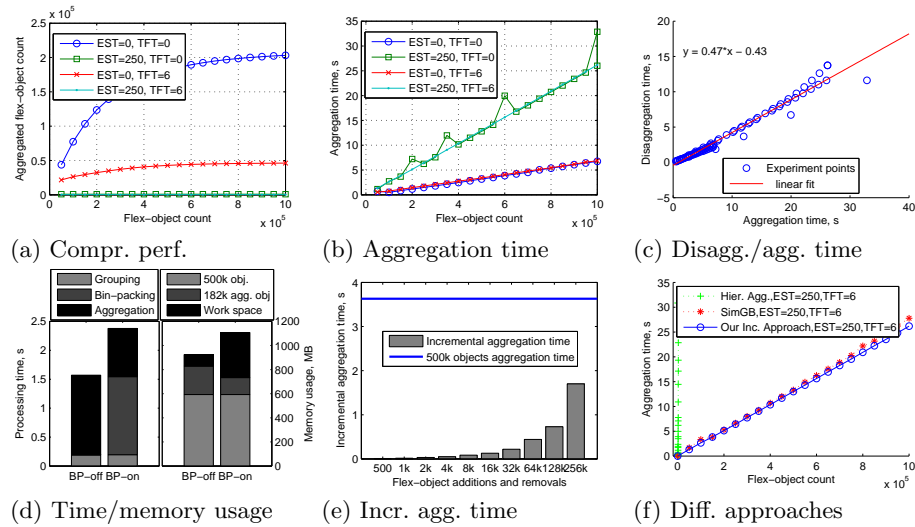 x 10^5
2.5
2
1.5
1
0.5
0
0 2 4 6 8 10
x 10^5
Aggregated flex-object count
Flex-object count
EST=0, TFT=0
EST=250, TFT=0
EST=0, TFT=6
EST=250, TFT=6
(a) Compr. perf.
35
30
25
20
15
10
5
0
0 2 4 6 8 10
x 10^5
Aggregation time, s
Flex-object count
EST=0, TFT=0
EST=250, TFT=0
EST=0, TFT=6
EST=250, TFT=6
(b) Aggregation time
20
15
10
5
0
−5
0 10 20 30 40
Disaggregation time, s
Aggregation time, s
y = 0.47*x − 0.43
Experiment points
linear fit
(c) Disagg./agg. time
Grouping
Bin-packing
Aggregation
500k obj.
182k agg. obj
Work space
2.5
2
1.5
1
0.5
0
Processing time, s
1200
1000
800
600
400
200
0
Memory usage, MB
BP-off BP-on
BP-off BP-on
(d) Time/memory usage
4
3
2
1
0
Incremental aggregation time, s
Incremental aggregation time
500k objects aggregation time
500 1k 2k 4k 8k 16k 32k 64k 128k 256k
Flex-object additions and removals
(e) Incr. agg. time
35
30
25
20
15
10
5
0
0 2 4 6 8 10
x 10^5
Aggregation time, s
Flex-object count
Hier. Agg.,EST=250,TFT=6
SimGB,EST=250,TFT=6
Our Inc. Approach,EST=250,TFT=6
(f) Diff. approaches